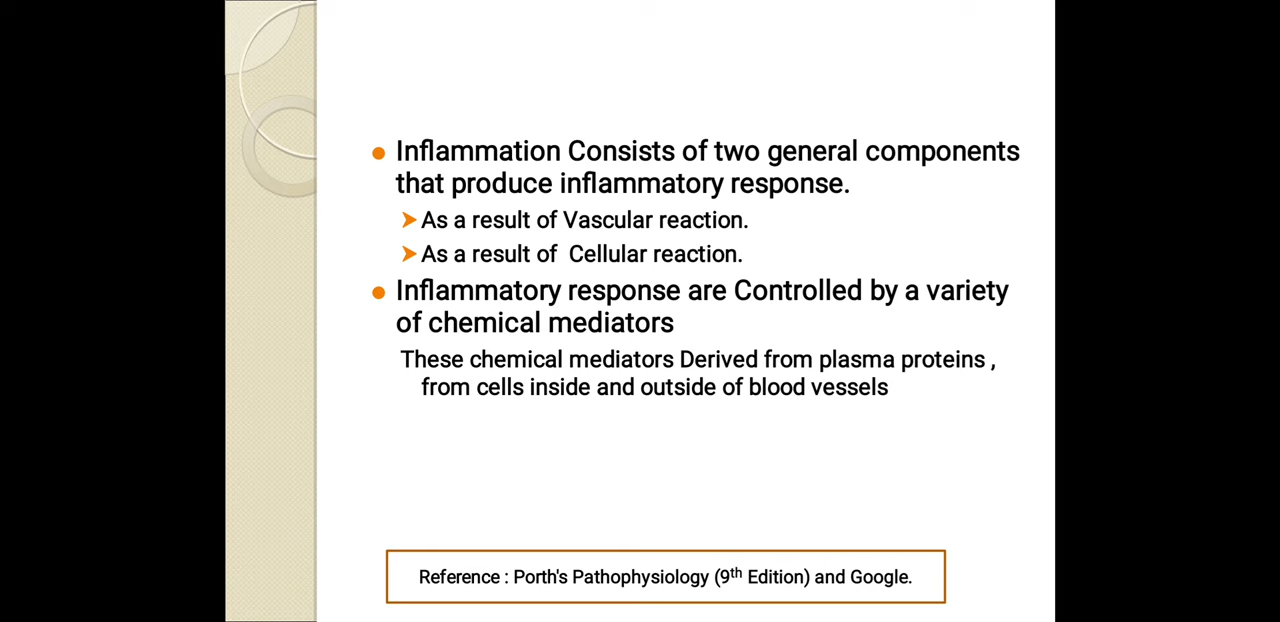 Inflammation Consists of two general components
that produce inflammatory response.
As a result of Vascular reaction.
As a result of Cellular reaction.
Inflammatory response are Controlled by a variety
of chemical mediators
These chemical mediators Derived from plasma proteins ,
from cells inside and outside of blood vessels
Reference : Porth's Pathophysiology (9th Edition) and Google.